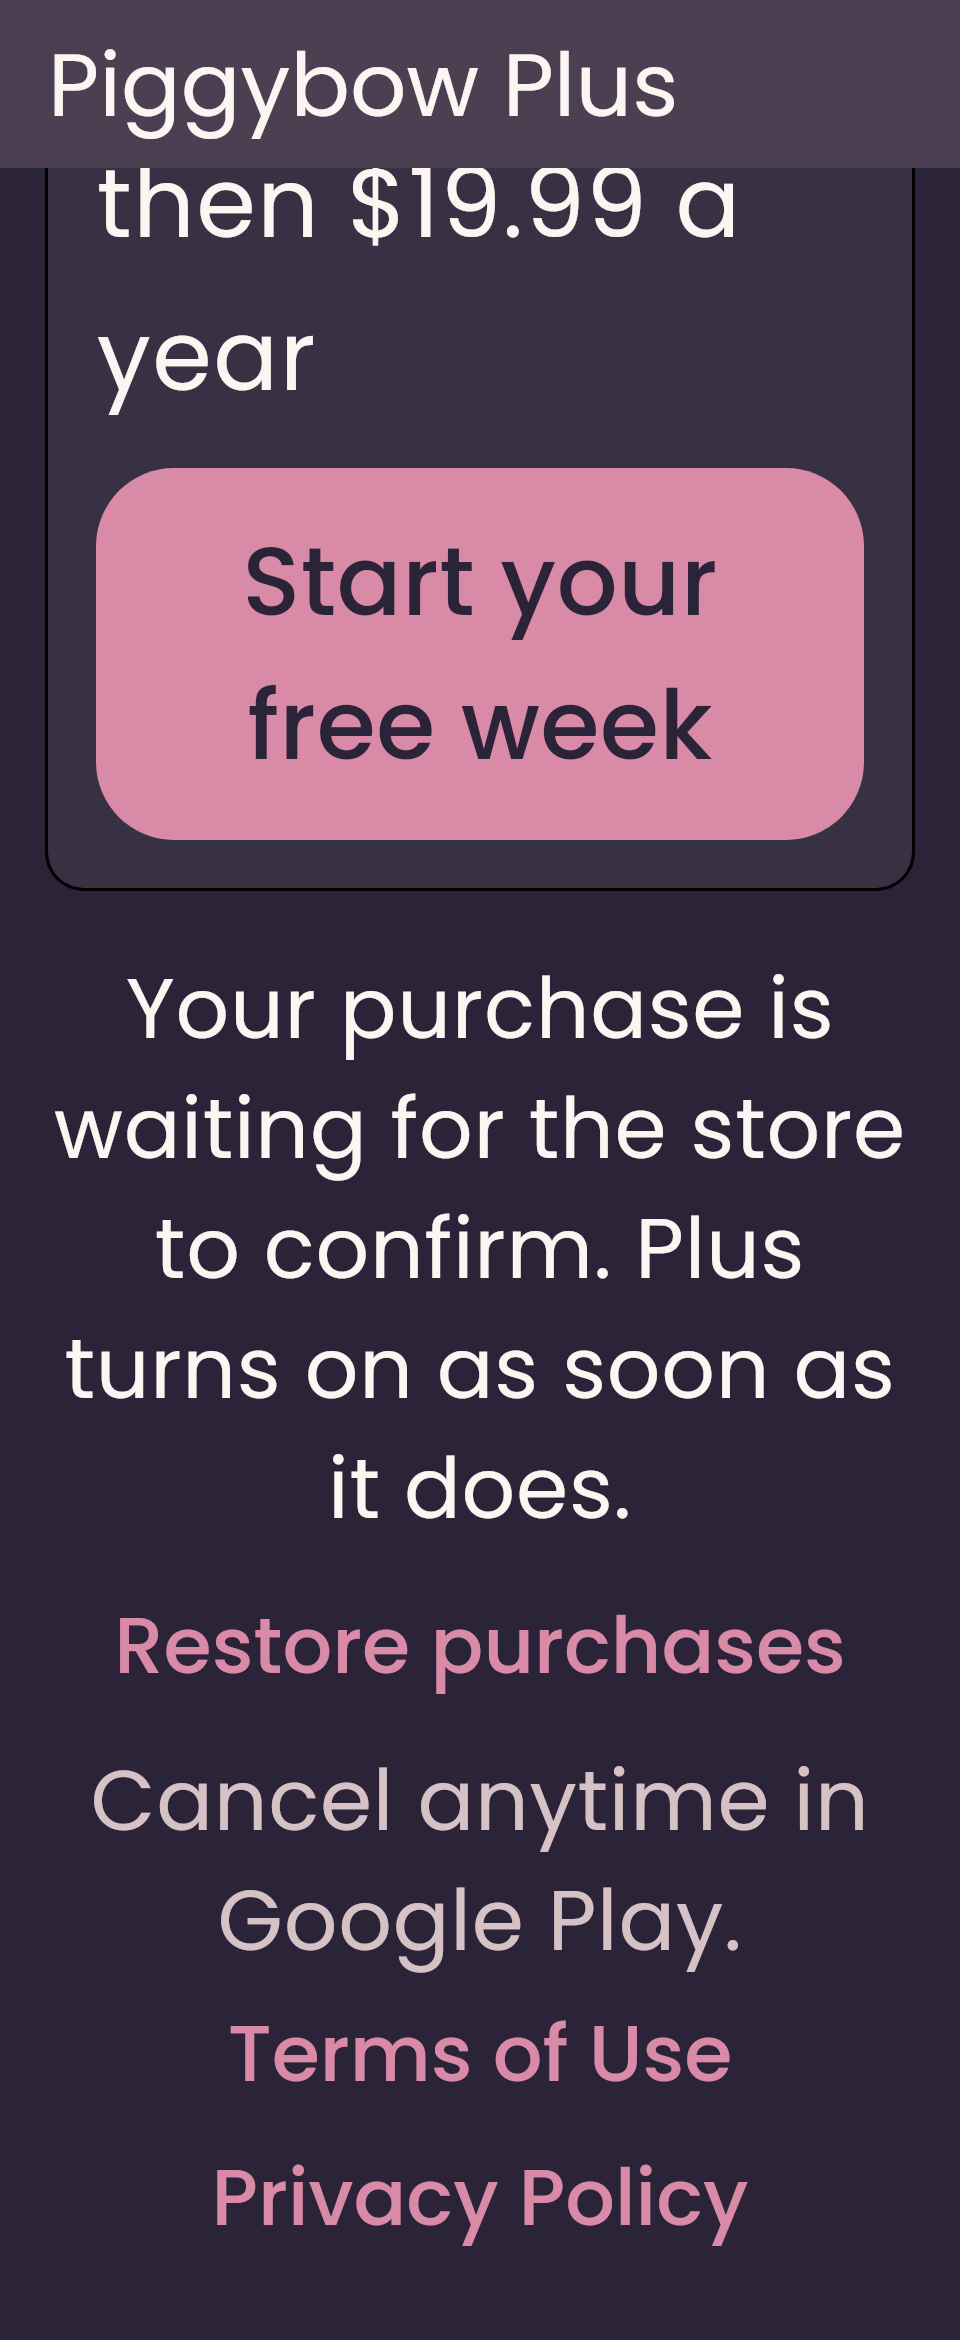 Piggybow Plus
then $19.99 a
year
Start your
free week
Your purchase is
waiting for the store
to confirm. Plus
turns on as soon as
it does.
Restore purchases
Cancel anytime in
Google Play.
Terms of Use
Privacy Policy